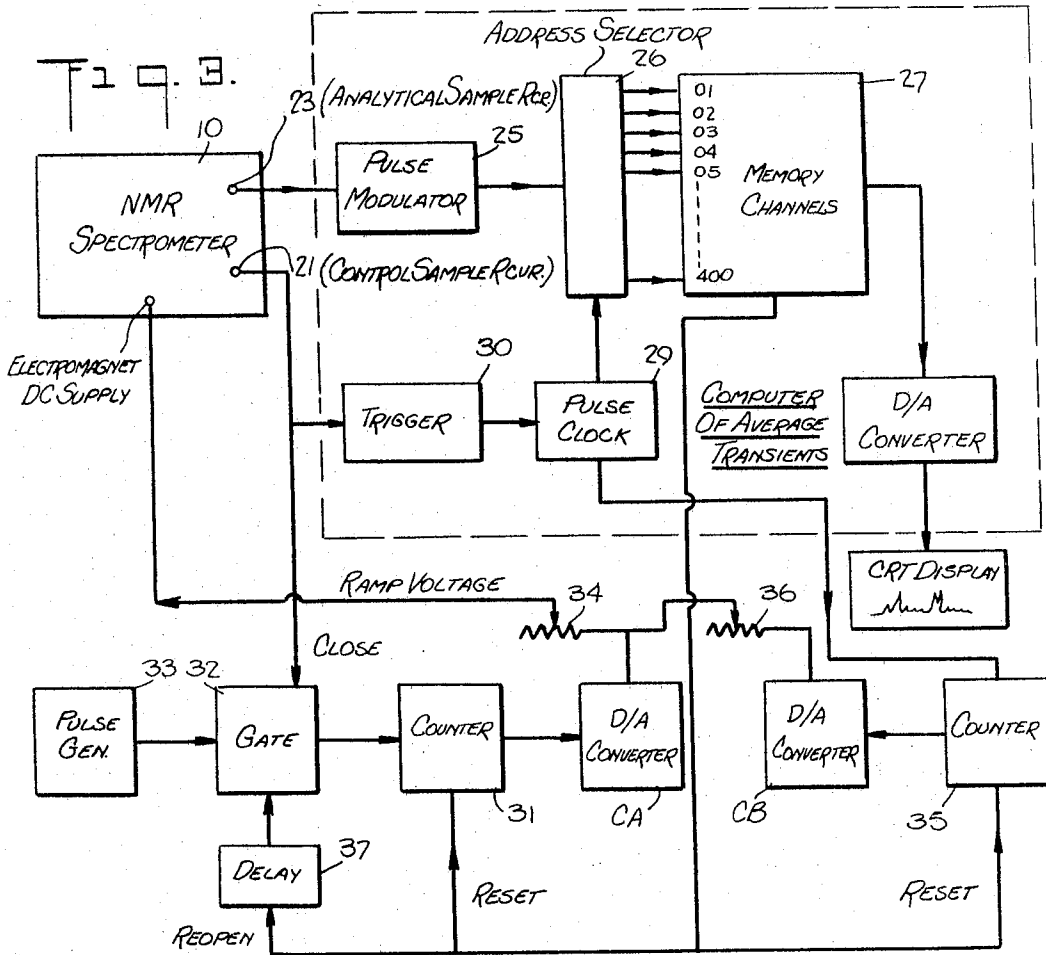 Fig. 3.
ADDRESS SELECTOR
26
27
23 (ANALYTICAL SAMPLE RCR.)
10
25
01
02
03
04
05
400
NMR
SPECTROMETER
PULSE
MODULATOR
MEMORY
CHANNELS
21 (CONTROL SAMPLE RCUR.)
ELECTROMAGNET
DC SUPPLY
30
29
TRIGGER
PULSE
CLOCK
COMPUTER
OF AVERAGE
TRANSIENTS
D/A
CONVERTER
RAMP VOLTAGE
34
36
CRT DISPLAY
CLOSE
33
32
PULSE
GEN.
GATE
COUNTER
31
D/A
CONVERTER
CA
D/A
CONVERTER
CB
COUNTER
35
DELAY
37
RESET
RESET
REOPEN